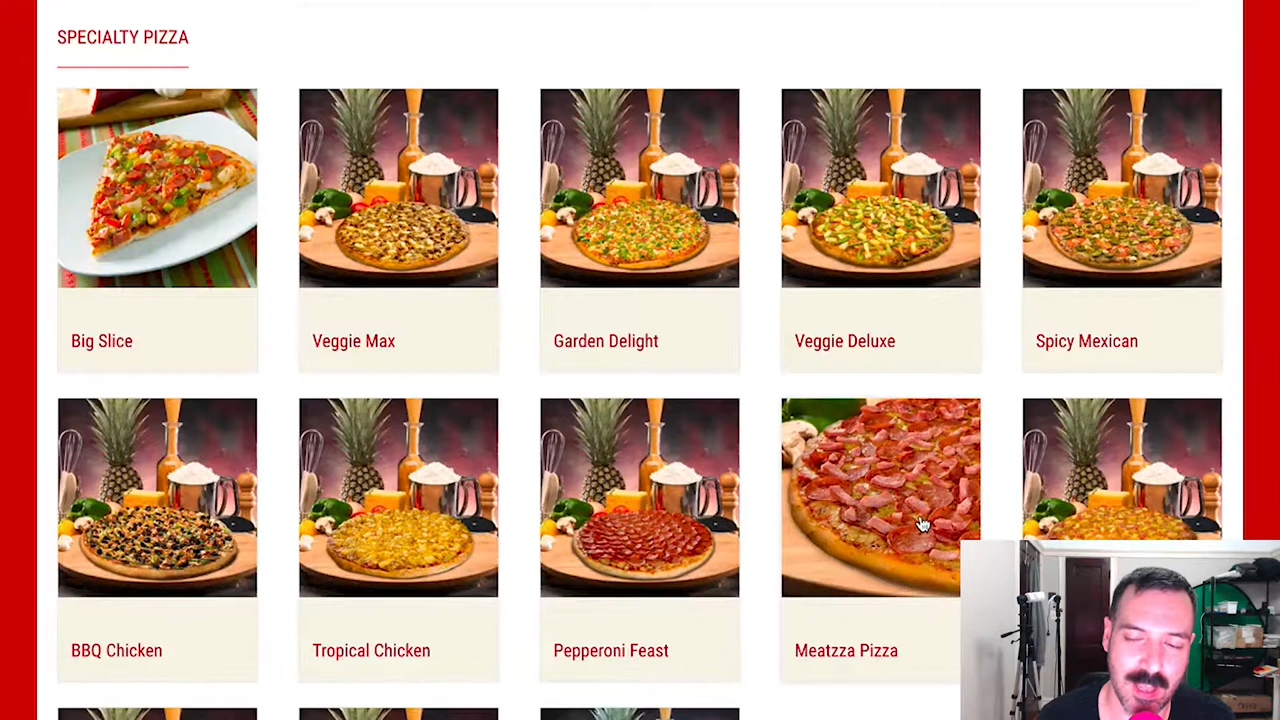 SPECIALTY PIZZA
Big Slice
Veggie Max
Garden Delight
Veggie Deluxe
Spicy Mexican
BBQ Chicken
Tropical Chicken
Pepperoni Feast
Meatzza Pizza